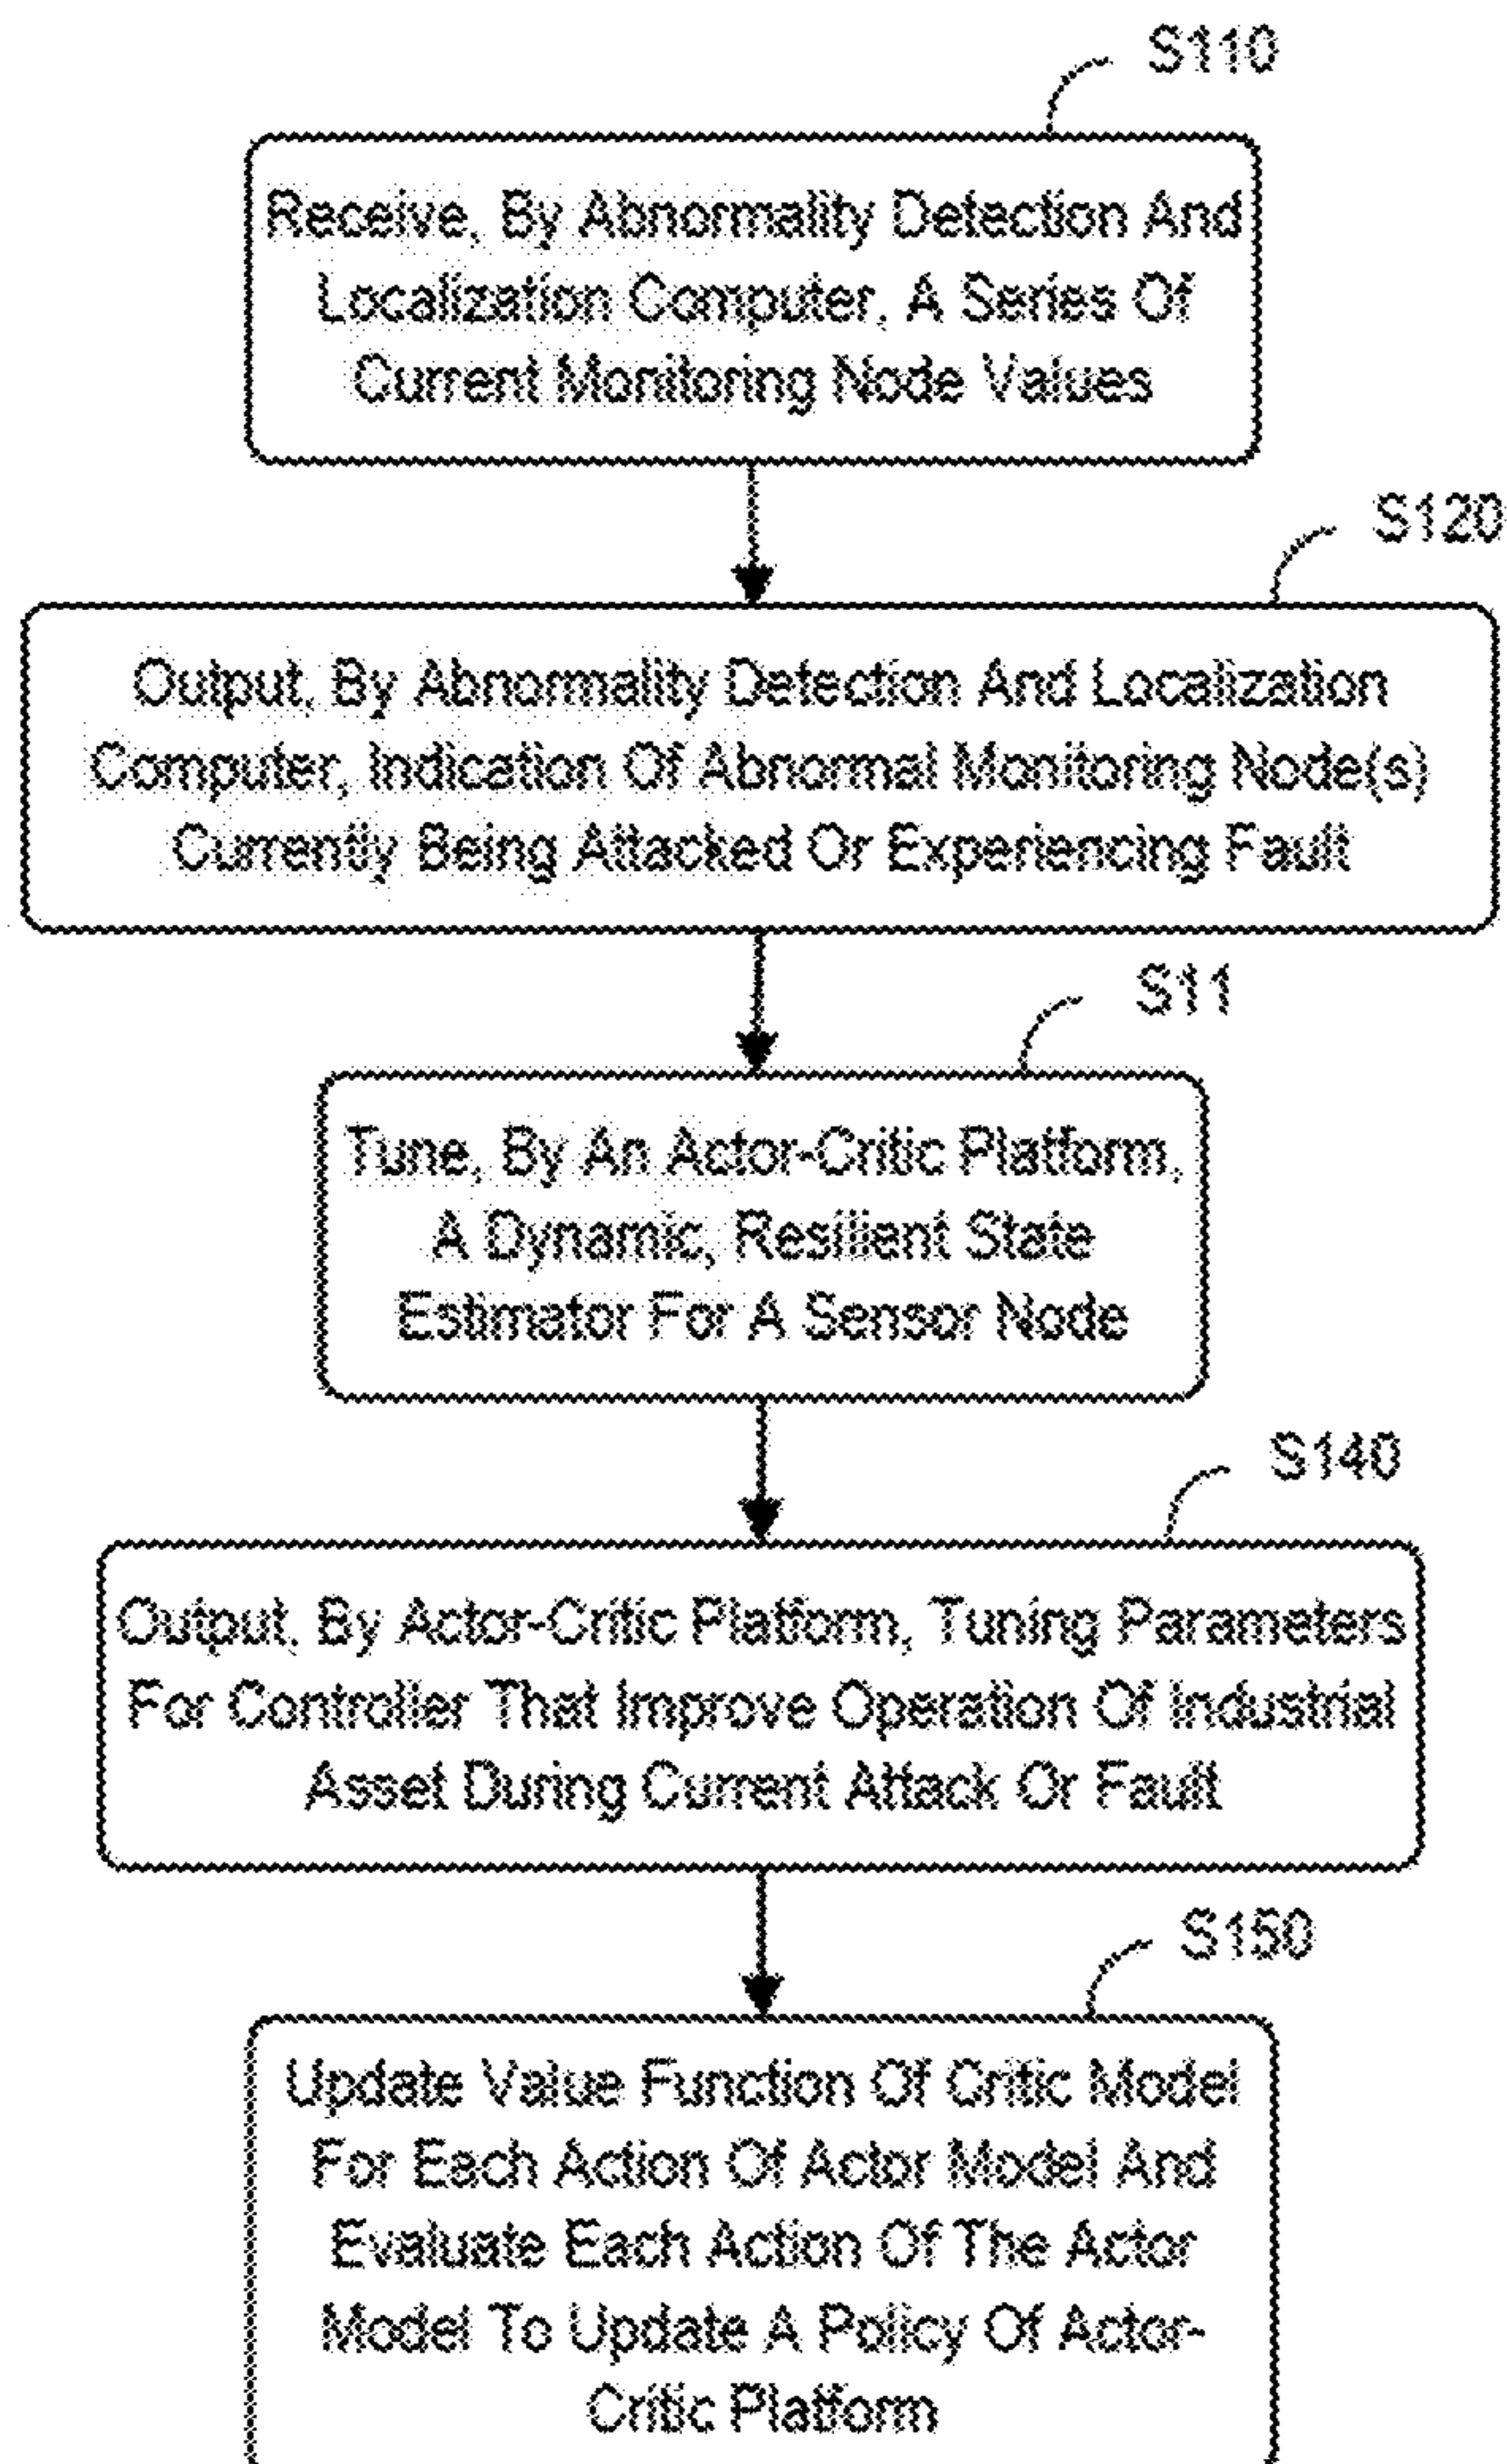 S110
Receive, By Abnormality Detection And
Localization Computer, A Series Of
Current Monitoring Node Values
S120
Output, By Abnormality Detection And Localization
Computer, Indication Of Abnormal Monitoring Node(s)
Currently Being Attacked Or Experiencing Fault
S11
Tune, By An Actor-Critic Platform,
A Dynamic, Resilient State
Estimator For A Sensor Node
S140
Output, By Actor-Critic Platform, Tuning Parameters
For Controller That Improve Operation Of Industrial
Asset During Current Attack Or Fault
S150
Update Value Function Of Critic Model
For Each Action Of Actor Model And
Evaluate Each Action Of The Actor
Model To Update A Policy Of Actor-
Critic Platform